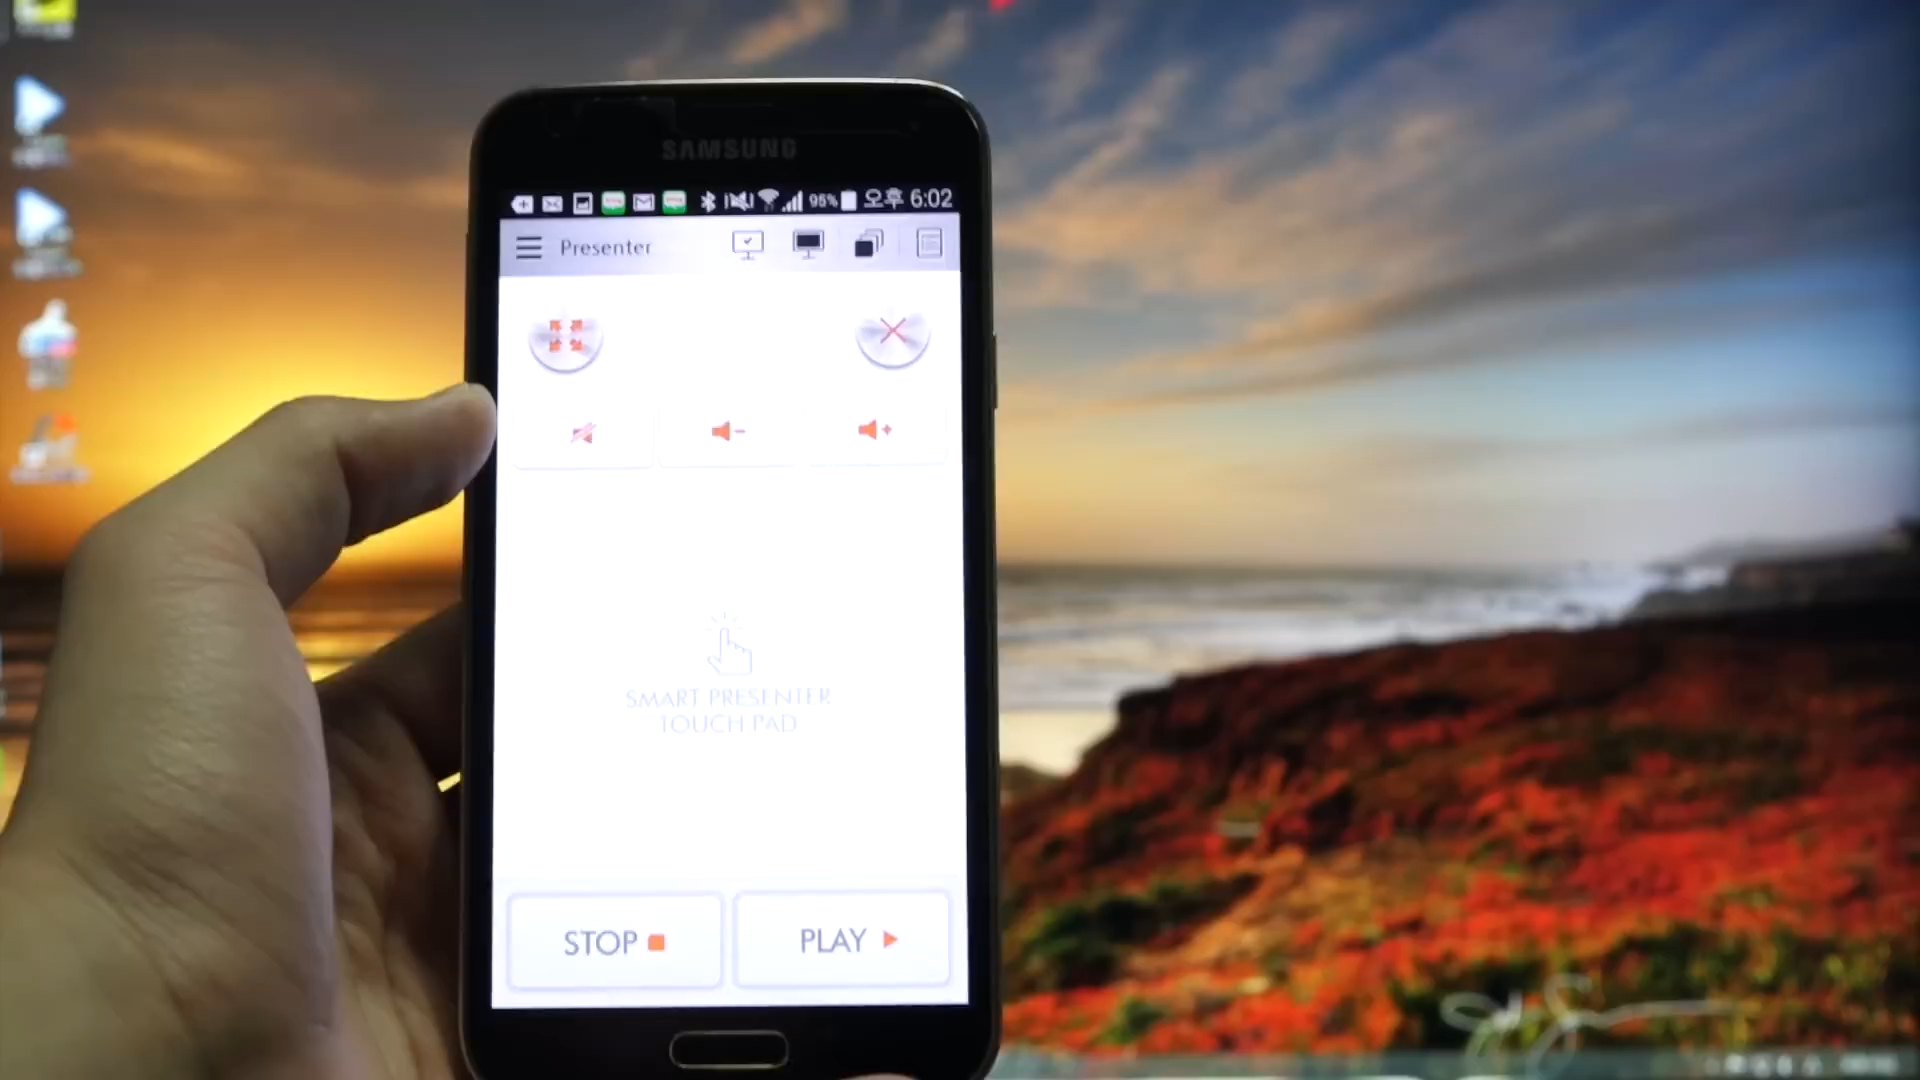 SAMSUNG
95% 오후 6:02
Presenter
SMART PRESENTER
TOUCH PAD
STOP
PLAY